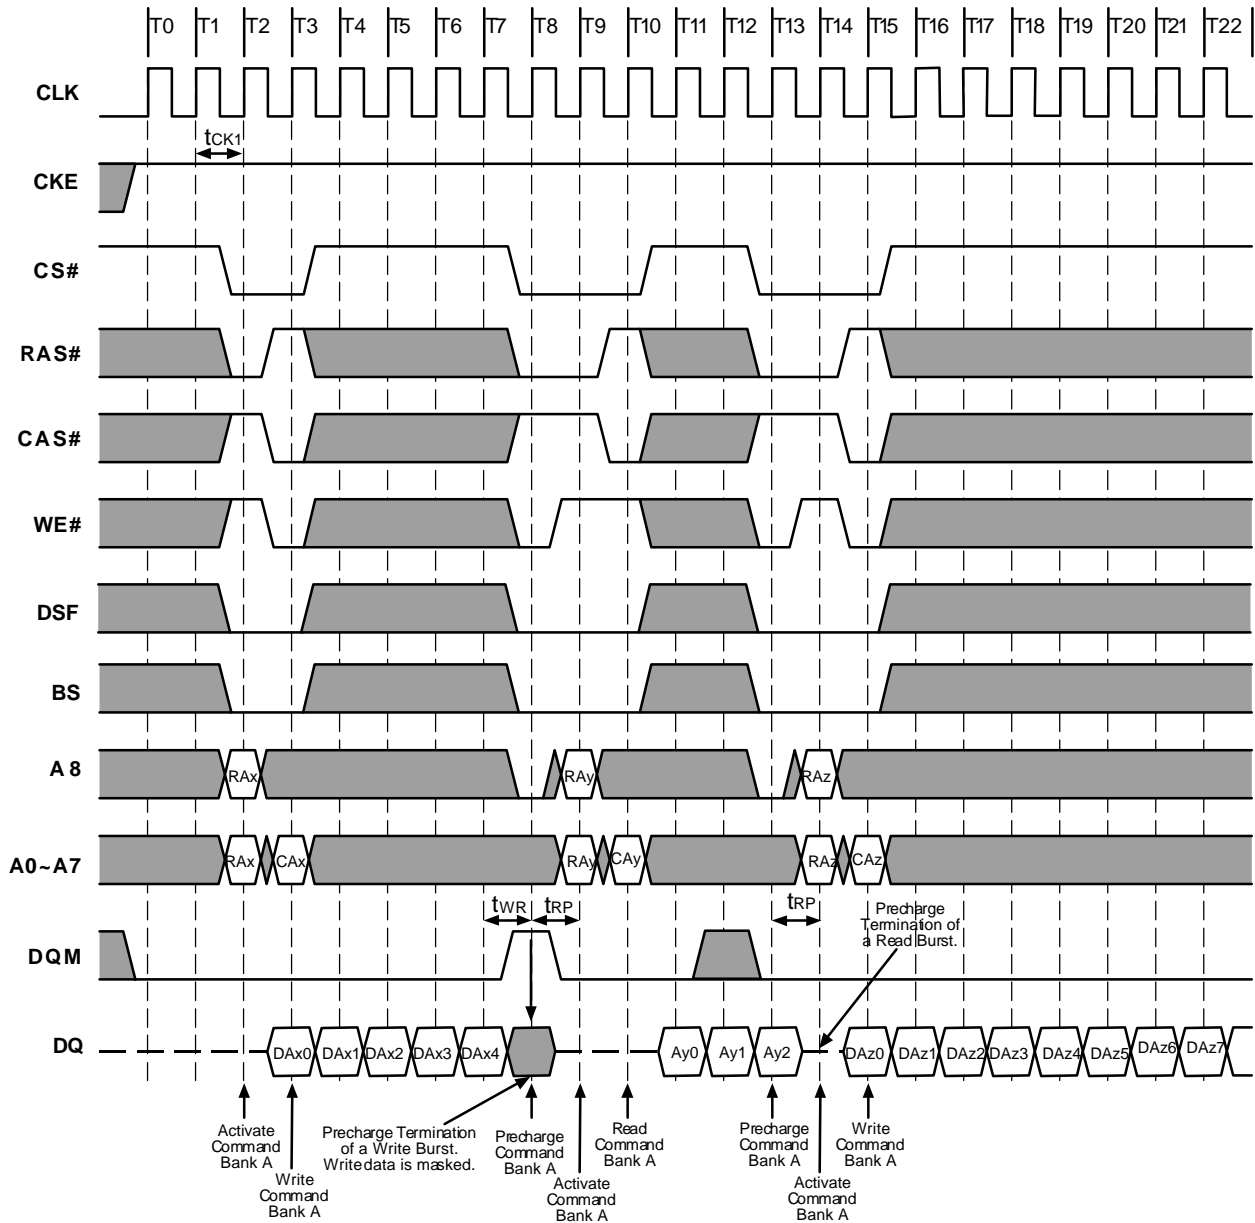 T0 T1 T2 T3 T4 T5 T6 T7 T8 T9 T10 T11 T12 T13 T14 T15 T16 T17 T18 T19 T20 T21 T22
CLK
tCK1
CKE
CS#
RAS#
CAS#
WE#
DSF
BS
A8
RAx RAy RAz
A0~A7
RAx CAx RAy CAy RAz CAz
tWR tRP tRP
Precharge
Termination of
a Read Burst.
DQM
DQ
DAx0 DAx1 DAx2 DAx3 DAx4 Ay0 Ay1 Ay2 DAz0 DAz1 DAz2 DAz3 DAz4 DAz5 DAz6 DAz7
Activate
Command
Bank A
Write
Command
Bank A
Precharge Termination
of a Write Burst.
Write data is masked.
Precharge
Command
Bank A
Activate
Command
Bank A
Read
Command
Bank A
Precharge
Command
Bank A
Activate
Command
Bank A
Write
Command
Bank A